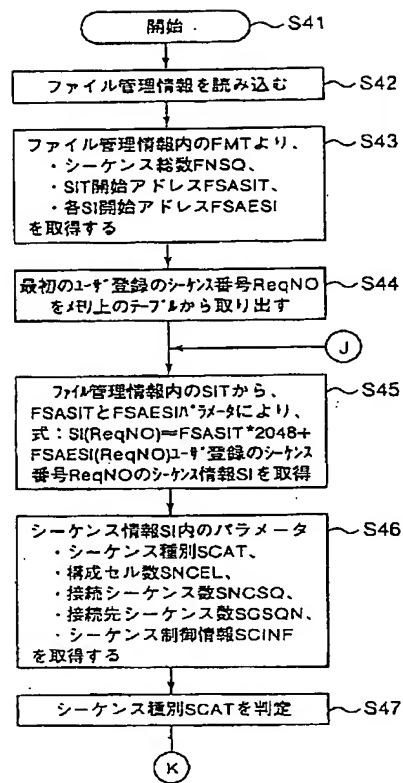 開始
S41
ファイル管理情報を読み込む
S42
ファイル管理情報内のFMTより、
・シーケンス総数FNSQ、
・SIT開始アドレスFSASIT、
・各SI開始アドレスFSAESI
を取得する
S43
最初のユーザ登録のシーケンス番号ReqNO
をメモリ上のテーブルから取り出す
S44
J
ファイル管理情報内のSITから、
FSASITとFSAESIパラメータにより、
式：SI(ReqNO)=FSASIT*2048+
FSAESI(ReqNO)ユーザ登録のシーケンス
番号ReqNOのシーケンス情報SIを取得
S45
シーケンス情報SI内のパラメータ
・シーケンス種別SCAT、
・構成セル数SNCEL、
・接続シーケンス数SNCSQ、
・接続先シーケンス数SCSQN、
・シーケンス制御情報SCINF
を取得する
S46
シーケンス種別SCATを判定
S47
K